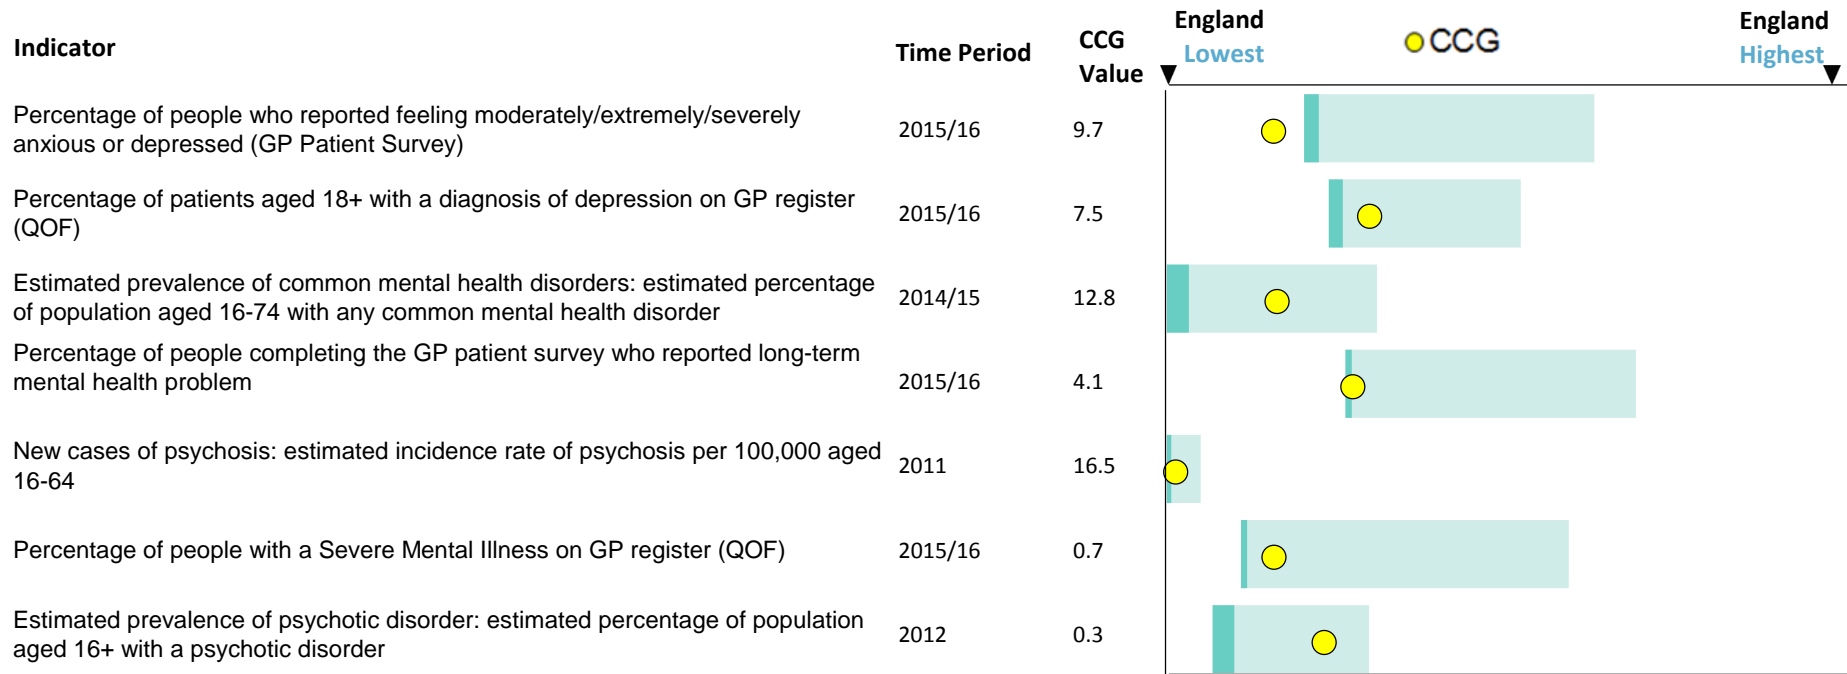 Indicator
Time Period
CCG
Value
England
Lowest
CCG
England
Highest
Percentage of people who reported feeling moderately/extremely/severely
anxious or depressed (GP Patient Survey)
2015/16
9.7
Percentage of patients aged 18+ with a diagnosis of depression on GP register
(QOF)
2015/16
7.5
Estimated prevalence of common mental health disorders: estimated percentage
of population aged 16-74 with any common mental health disorder
2014/15
12.8
Percentage of people completing the GP patient survey who reported long-term
mental health problem
2015/16
4.1
New cases of psychosis: estimated incidence rate of psychosis per 100,000 aged
16-64
2011
16.5
Percentage of people with a Severe Mental Illness on GP register (QOF)
2015/16
0.7
Estimated prevalence of psychotic disorder: estimated percentage of population
aged 16+ with a psychotic disorder
2012
0.3